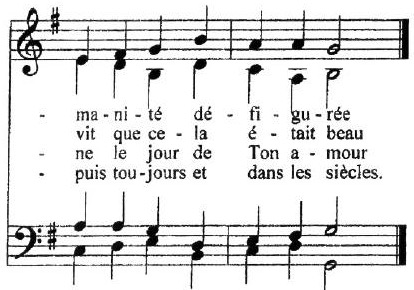 - ma - ni - té dé - fi - gu - rée
- vit que ce - la é - tait beau
- ne le jour de Ton a - mour
- puis tou - jours et dans les siècles.